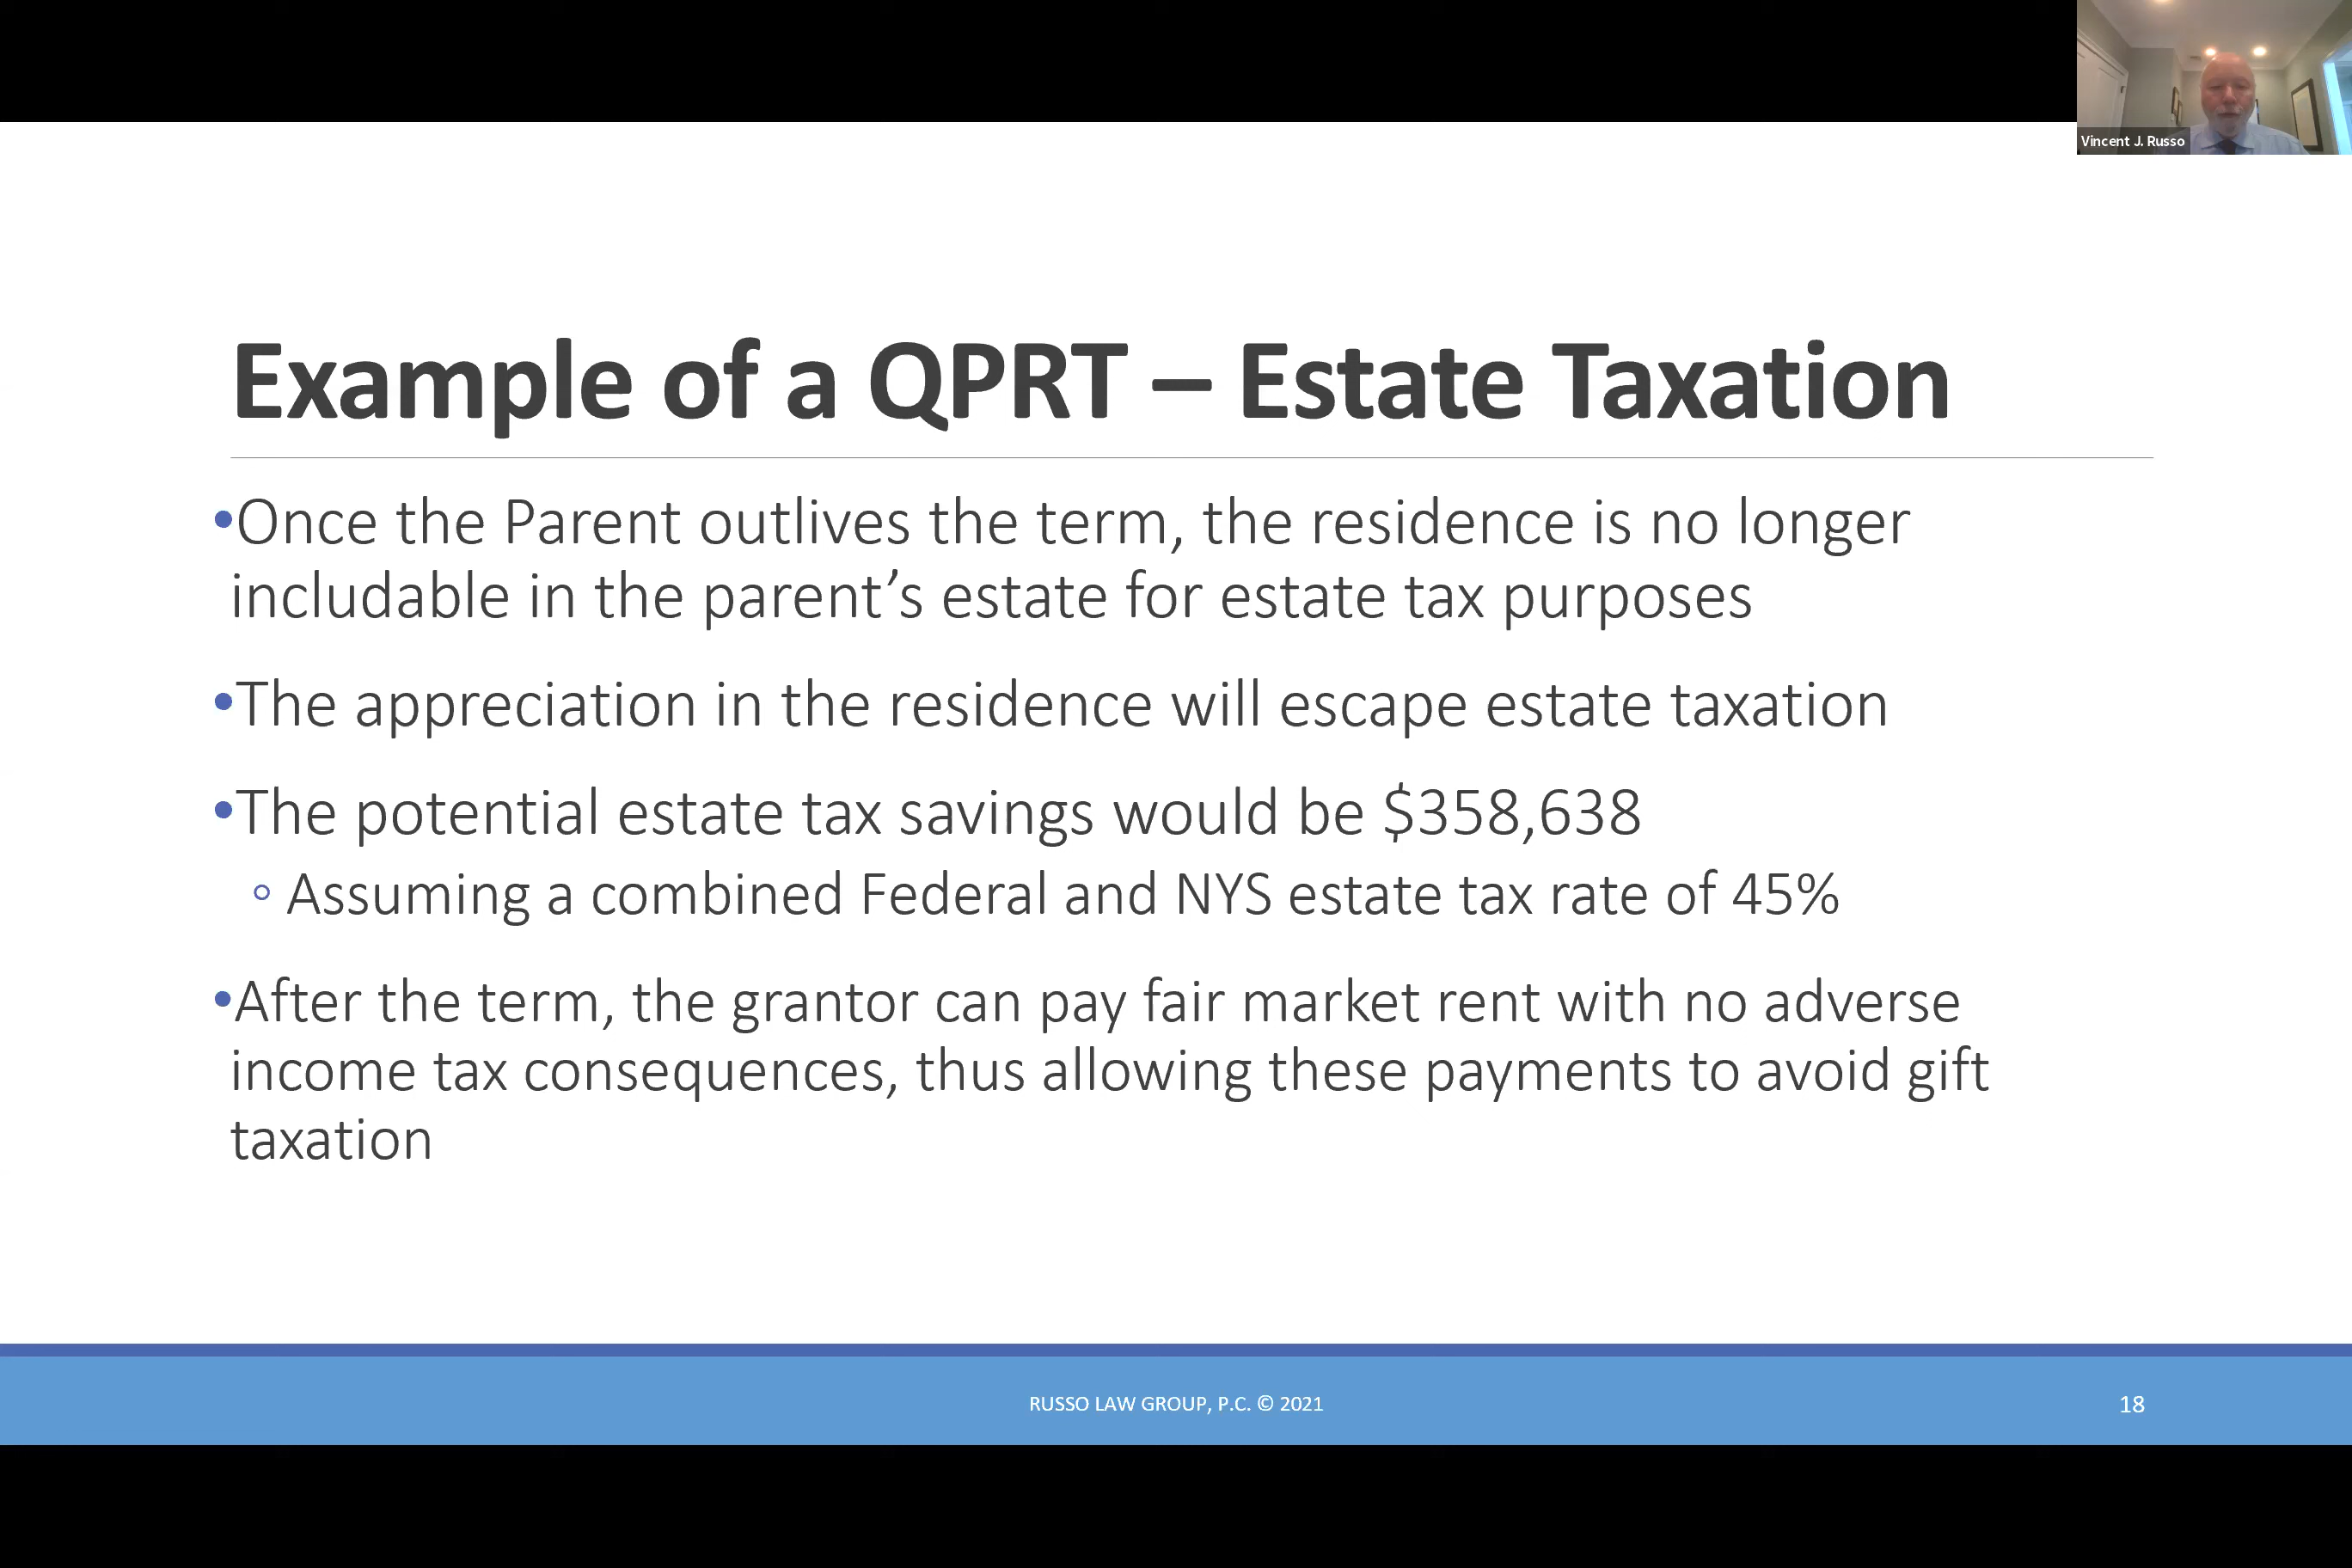 Vincent J. Russo
Example of a QPRT – Estate Taxation
•Once the Parent outlives the term, the residence is no longer
includable in the parent’s estate for estate tax purposes
•The appreciation in the residence will escape estate taxation
•The potential estate tax savings would be $358,638
◦ Assuming a combined Federal and NYS estate tax rate of 45%
•After the term, the grantor can pay fair market rent with no adverse
income tax consequences, thus allowing these payments to avoid gift
taxation
RUSSO LAW GROUP, P.C. © 2021
18